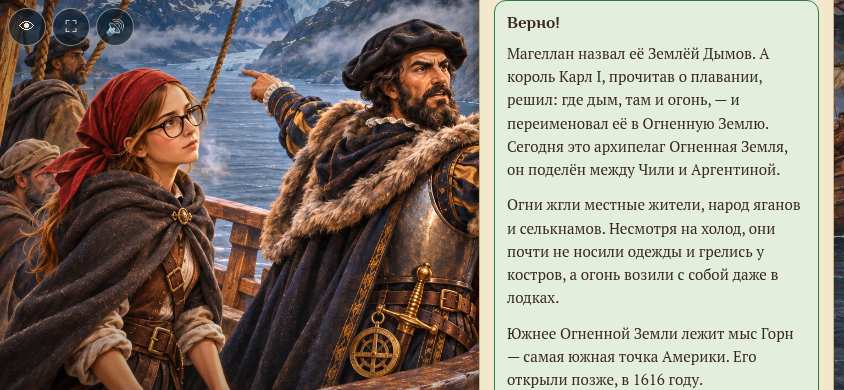 Верно!
Магеллан назвал её Землёй Дымов. А
король Карл I, прочитав о плавании,
решил: где дым, там и огонь, — и
переименовал её в Огненную Землю.
Сегодня это архипелаг Огненная Земля,
он поделён между Чили и Аргентиной.
Огни жгли местные жители, народ яганов
и селькнамов. Несмотря на холод, они
почти не носили одежды и грелись у
костров, а огонь возили с собой даже в
лодках.
Южнее Огненной Земли лежит мыс Горн
— самая южная точка Америки. Его
открыли позже, в 1616 году.